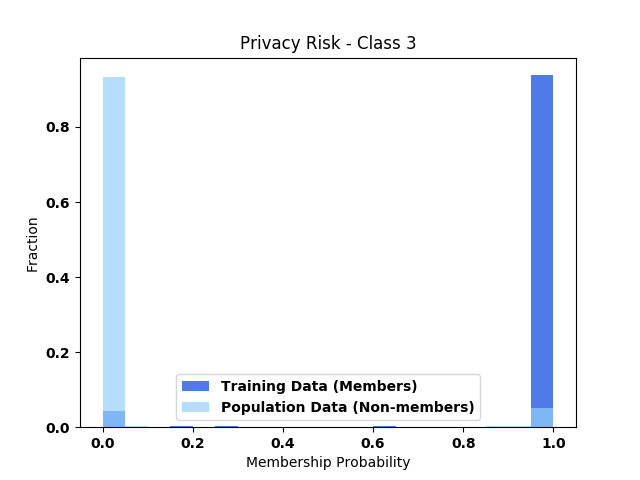 Privacy Risk - Class 3
Fraction
0.8
0.6
0.4
0.2
0.0
Training Data (Members)
Population Data (Non-members)
0.0 0.2 0.4 0.6 0.8 1.0
Membership Probability